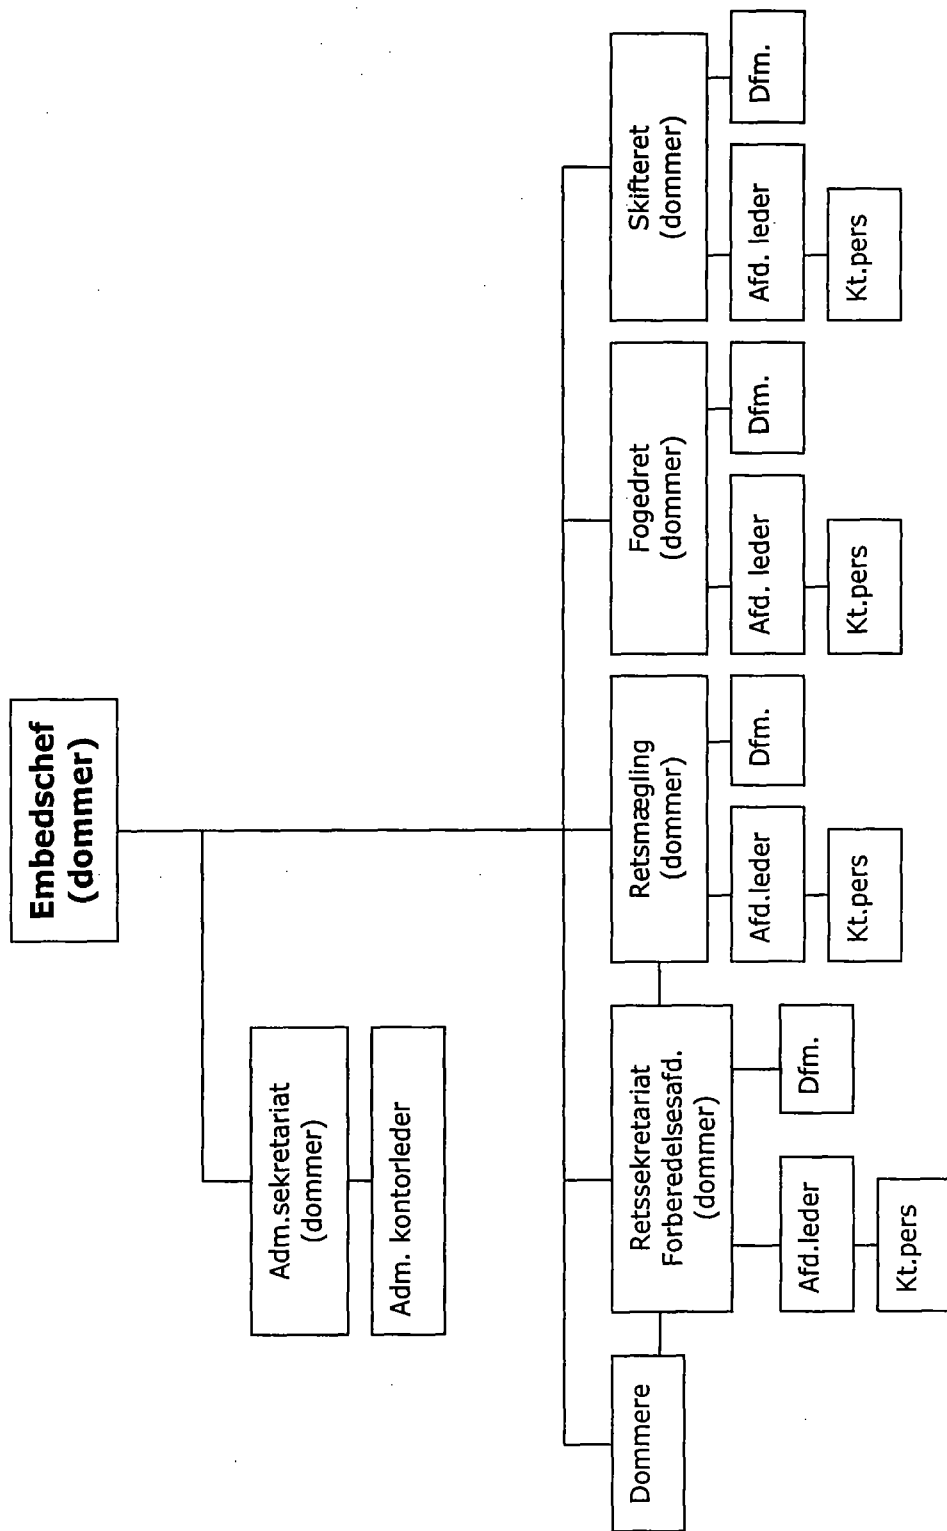 Embedschef
(dommer)
Adm.sekretariat
(dommer)
Adm. kontorleder
Dommere
Retssekretariat
Forberedelsesafd.
(dommer)
Retsmægling
(dommer)
Fogedret
(dommer)
Skifteret
(dommer)
Afd.leder
Dfm.
Afd.leder
Dfm.
Afd. leder
Dfm.
Afd. leder
Dfm.
Kt.pers
Kt.pers
Kt.pers
Kt.pers